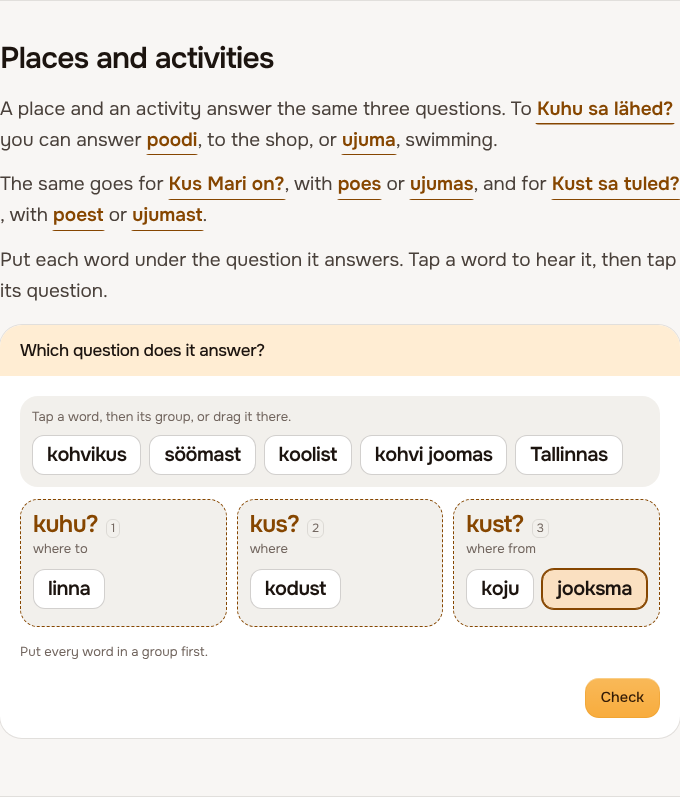 Places and activities
A place and an activity answer the same three questions. To Kuhu sa lähed?
you can answer poodi, to the shop, or ujuma, swimming.
The same goes for Kus Mari on?, with poes or ujumas, and for Kust sa tuled?
, with poest or ujumast.
Put each word under the question it answers. Tap a word to hear it, then tap
its question.
Which question does it answer?
Tap a word, then its group, or drag it there.
kohvikus söömast koolist kohvi joomas Tallinnas
kuhu? 1 kus? 2 kust? 3
where to where where from
linna kodust koju jooksma
Put every word in a group first.
Check